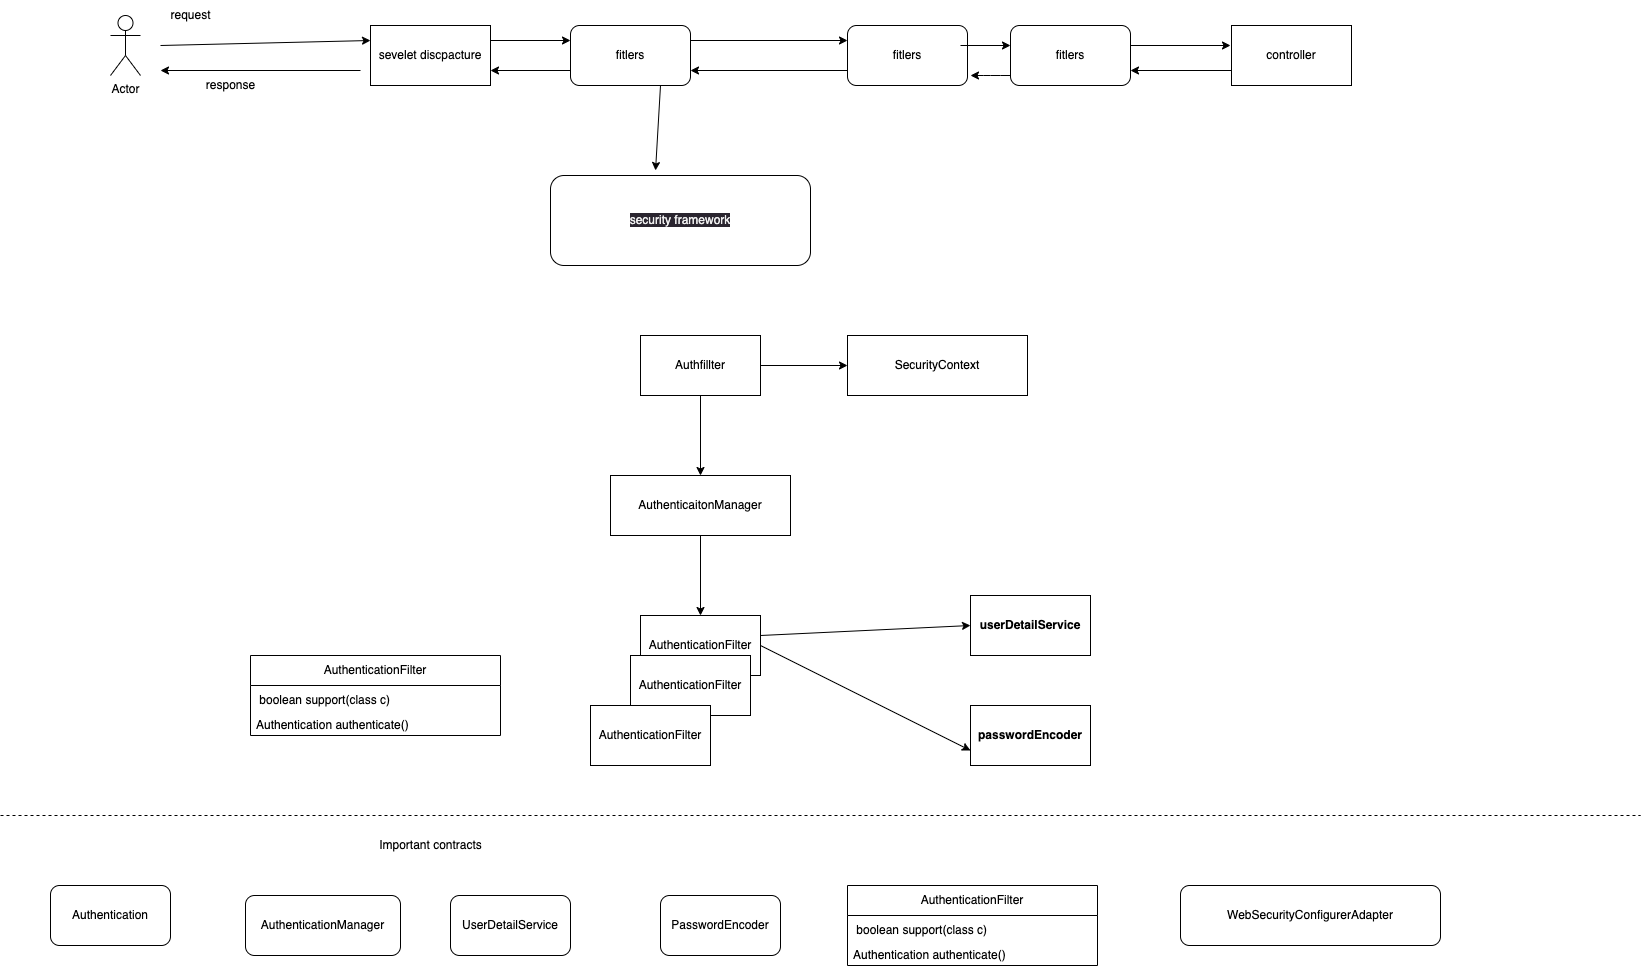 request
sevelet discpacture
fitlers
fitlers
fitlers
controller
response
Actor
security framework
Authfillter
SecurityContext
AuthenticaitonManager
userDetailService
AuthenticationFilter
AuthenticationFilter
AuthenticationFilter
AuthenticationFilter
boolean support(class c)
Authentication authenticate()
passwordEncoder
Important contracts
Authentication
AuthenticationManager
UserDetailService
PasswordEncoder
AuthenticationFilter
boolean support(class c)
Authentication authenticate()
WebSecurityConfigurerAdapter